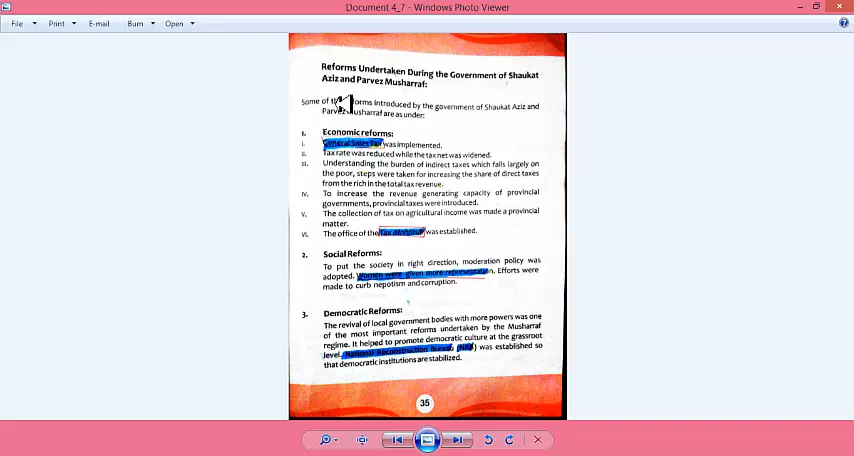 Document 4_7 - Windows Photo Viewer
File Print E-mail Burn Open
Reforms Undertaken During the Government of Shaukat
Aziz and Parvez Musharraf:
Some of the reforms introduced by the government of Shaukat Aziz and
Parvez Musharraf are as under:
1. Economic reforms:
I. General Sales Tax was implemented.
II. Tax rate was reduced while the tax net was widened.
III. Understanding the burden of indirect taxes which falls largely on
the poor, steps were taken for increasing the share of direct taxes
from the rich in the total tax revenue.
IV. To increase the revenue generating capacity of provincial
governments, provincial taxes were introduced.
V. The collection of tax on agricultural income was made a provincial
matter.
VI. The office of the Tax was established.
2. Social Reforms:
To put the society in right direction, moderation policy was
adopted. Women were given more representation. Efforts were
made to curb nepotism and corruption.
3. Democratic Reforms:
The revival of local government bodies with more powers was one
of the most important reforms undertaken by the Musharraf
regime. It helped to promote democratic culture at the grassroot
level. National Reconstruction Bureau (NRB) was established so
that democratic institutions are stabilized.
35